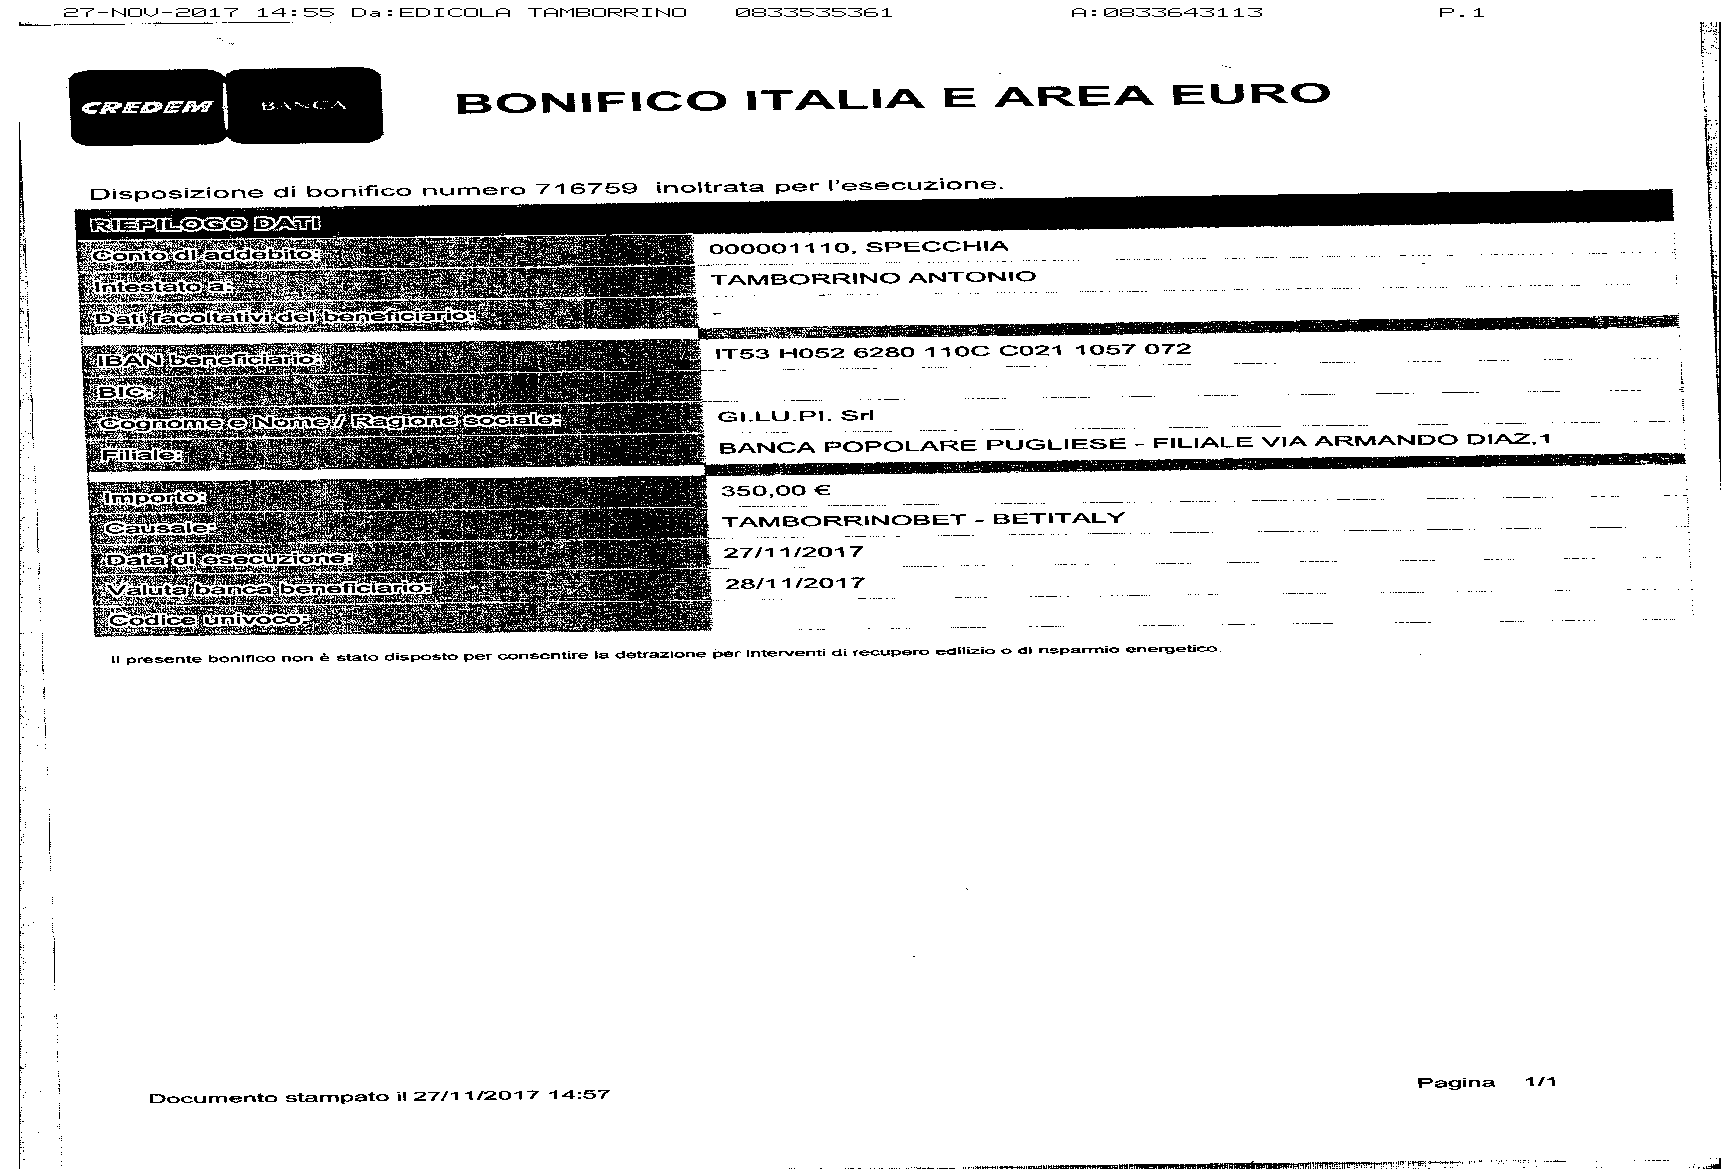 27-NOV-2017 14:55 Da:EDICOLA TAMBORRINO 0833535361 A:0833643113 P.1
CREDEM BANCA
BONIFICO ITALIA E AREA EURO
Disposizione di bonifico numero 716759 inoltrata per l'esecuzione.
RIEPILOGO DATI
Conto di addebito: 000001110, SPECCHIA
Intestato a: TAMBORRINO ANTONIO
Dati facoltativi del beneficiario: -
IBAN beneficiario: IT53 H052 6280 110C C021 1057 072
BIC:
Cognome e Nome / Ragione sociale: GI.LU.PI. Srl
Filiale: BANCA POPOLARE PUGLIESE - FILIALE VIA ARMANDO DIAZ,1
Importo: 350,00 €
Causale: TAMBORRINOBET - BETITALY
Data di esecuzione: 27/11/2017
Valuta banca beneficiario: 28/11/2017
Codice univoco:
Il presente bonifico non è stato disposto per consentire la detrazione per interventi di recupero edilizio o di risparmio energetico.
Documento stampato il 27/11/2017 14:57
Pagina 1/1